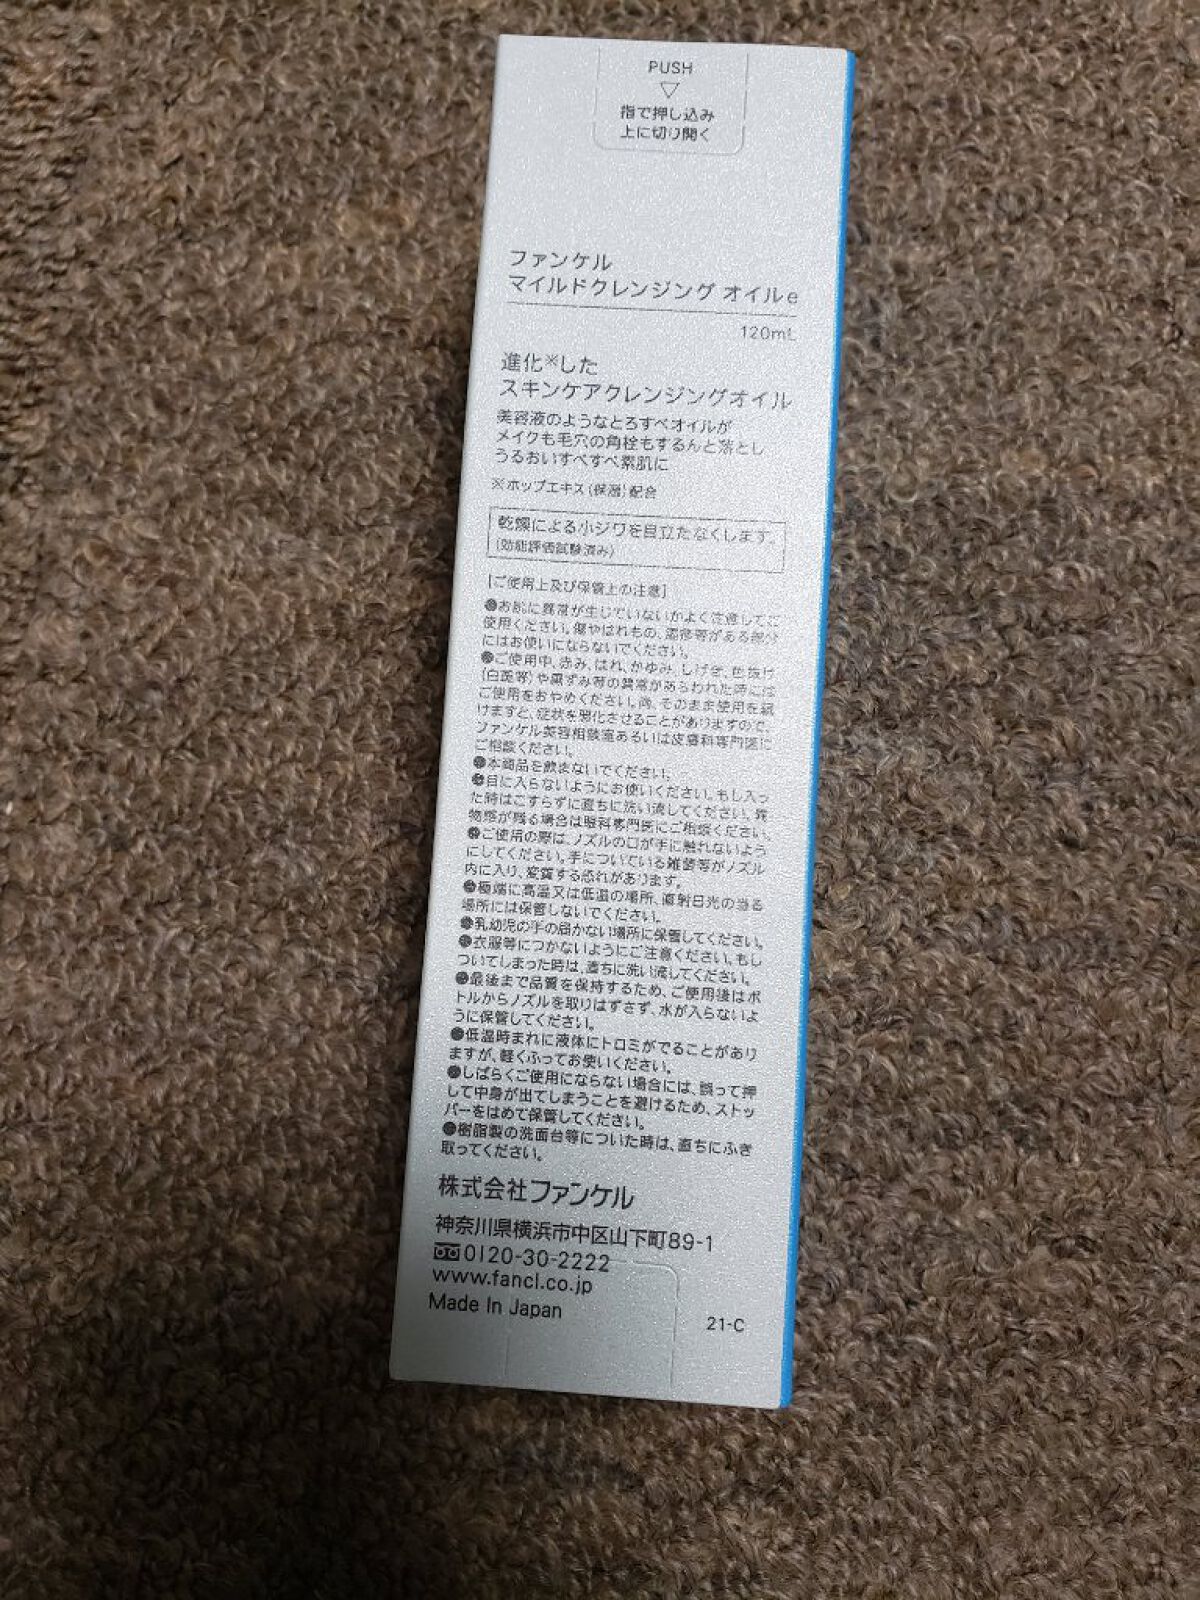 PUSH
指で押し込み
上に切り開く
ファンケル
マイルドクレンジング オイルe
120mL
進化※した
スキンケアクレンジングオイル
美容液のようなとろすべオイルが
メイクも毛穴の角栓もするんと落とし
うるおいすべすべ素肌に
※ホップエキス(保湿)配合
乾燥による小ジワを目立たなくします。
(効能評価試験済み)
[ご使用上及び保管上の注意]
●お肌に異常が生じていないかよく注意してご
使用ください。傷やはれもの、湿疹等がある部分
にはお使いにならないでください。
●ご使用中、赤み、はれ、かゆみ、しげき、色抜け
(白斑等)や黒ずみ等の異常があらわれた時には
ご使用をおやめください。尚、そのまま使用を続
けますと、症状を悪化させることがありますので、
ファンケル美容相談室あるいは皮膚科専門医に
ご相談ください。
●本商品を飲まないでください。
●目に入らないようにお使いください。もし入っ
た時はこすらずに直ちに洗い流してください。異
物感が残る場合は眼科専門医にご相談ください。
●ご使用の際は、ノズルの口が手に触れないよう
にしてください。手についている雑菌等がノズル
内に入り、変質する恐れがあります。
●極端に高温又は低温の場所、直射日光の当る
場所には保管しないでください。
●乳幼児の手の届かない場所に保管してください。
●衣服等につかないようにご注意ください。もし
ついてしまった時は、直ちに洗い流してください。
●最後まで品質を保持するため、ご使用後はボ
トルからノズルを取りはずさず、水が入らないよ
うに保管してください。
●低温時まれに液体にトロミがでることがあり
ますが、軽くふってお使いください。
●しばらくご使用にならない場合には、誤って押
して中身が出てしまうことを避けるため、ストッ
パーをはめて保管してください。
●樹脂製の洗面台等についた時は、直ちにふき
取ってください。
株式会社ファンケル
神奈川県横浜市中区山下町89-1
0120-30-2222
www.fancl.co.jp
Made In Japan
21-C